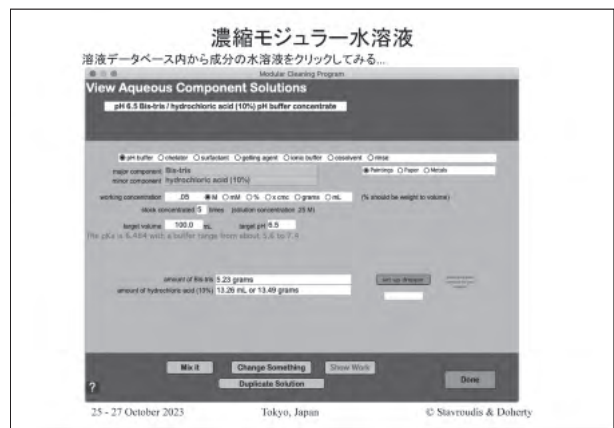 濃縮モジュラー水溶液
溶液データベース内から成分の水溶液をクリックしてみる...
Modular Cleaning Program
View Aqueous Component Solutions
pH 6.5 Bis-tris / hydrochloric acid (10%) pH buffer concentrate
pH buffer chelator surfactant gelling agent ionic buffer cosolvent rinse
major component Bis-tris
Paintings Paper Metals
minor component hydrochloric acid (10%)
working concentration .05 M mM % x cmc grams mL (% should be weight to volume)
more concentrated 5 times (solution concentration .25 M)
target volume 100.0 mL target pH 6.5
The pKa is 6.484 with a buffer range from about 5.6 to 7.4
amount of Bis-tris 5.23 grams
set up dropper
amount of hydrochloric acid (10%) 13.26 mL or 13.49 grams
Mix it Change Something Show Work
Duplicate Solution
Done
?
25 - 27 October 2023 Tokyo, Japan © Stavroudis & Doherty